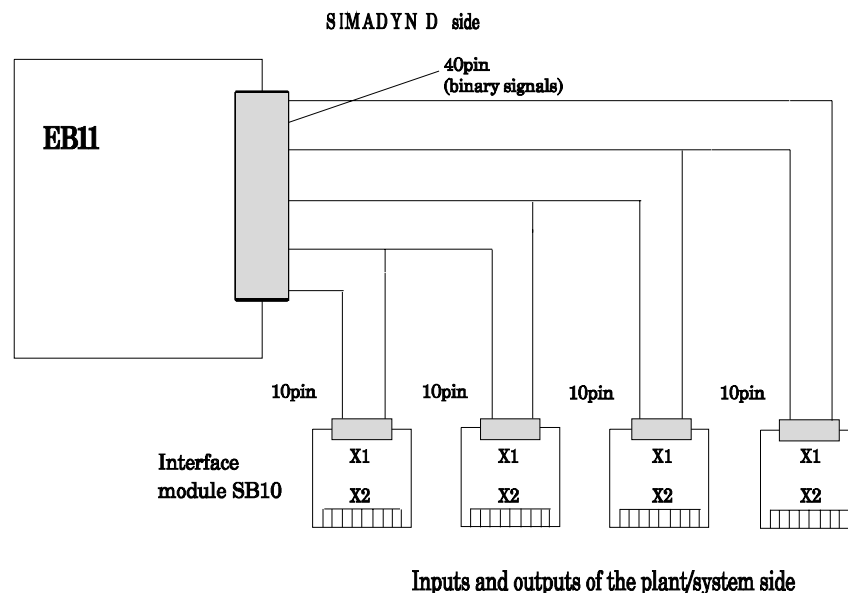 SIMADYN D side
40pin
(binary signals)
EB11
10pin
10pin
10pin
10pin
X1
X1
X1
X1
Interface
module SB10
X2
X2
X2
X2
Inputs and outputs of the plant/system side